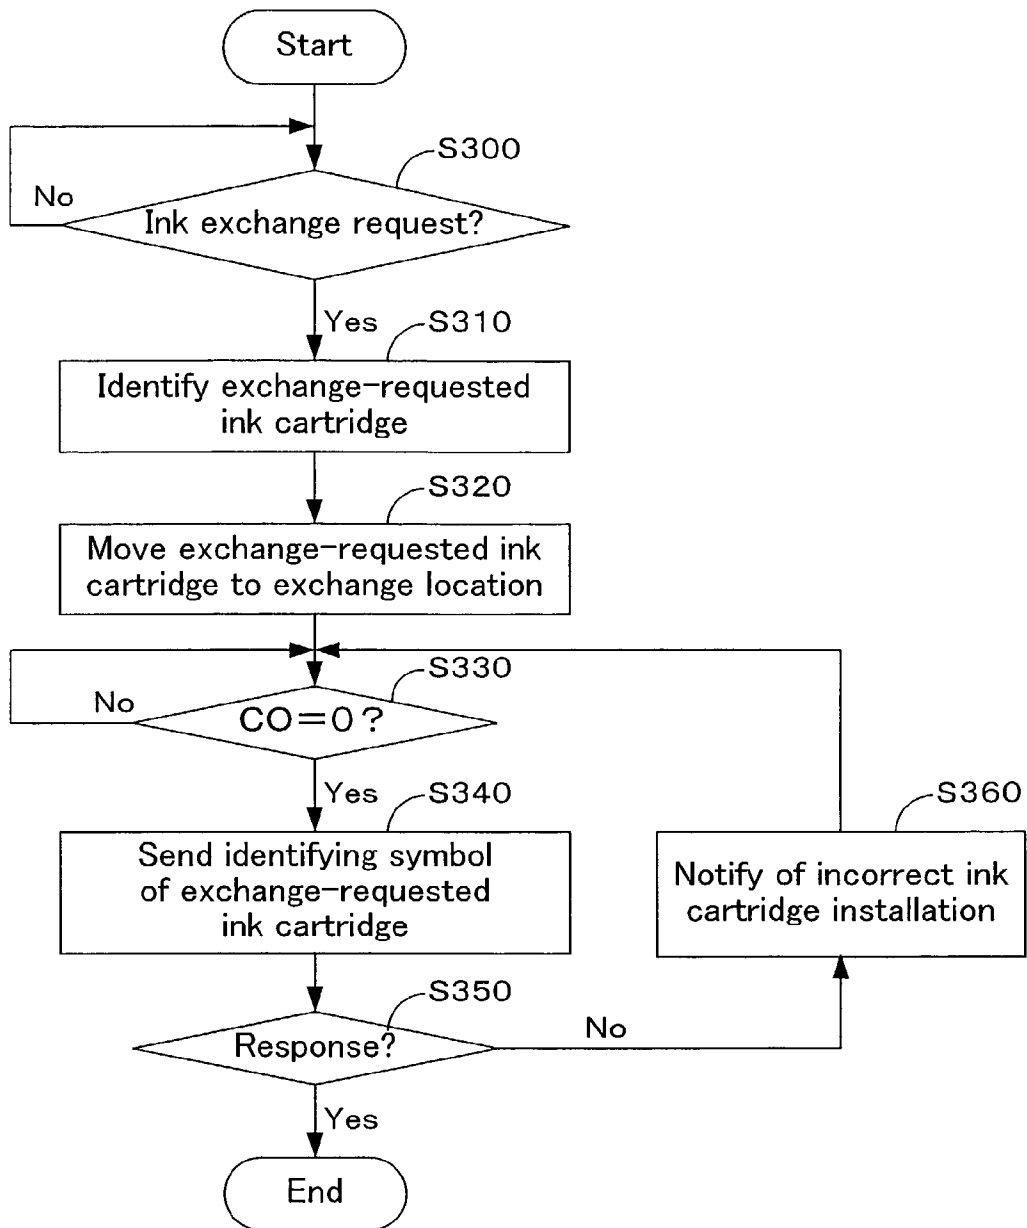 Start
S300
No
Ink exchange request?
Yes
S310
Identify exchange-requested
ink cartridge
S320
Move exchange-requested ink
cartridge to exchange location
S330
No
CO=0?
Yes
S340
S360
Send identifying symbol
of exchange-requested
ink cartridge
Notify of incorrect ink
cartridge installation
S350
Response?
No
Yes
End